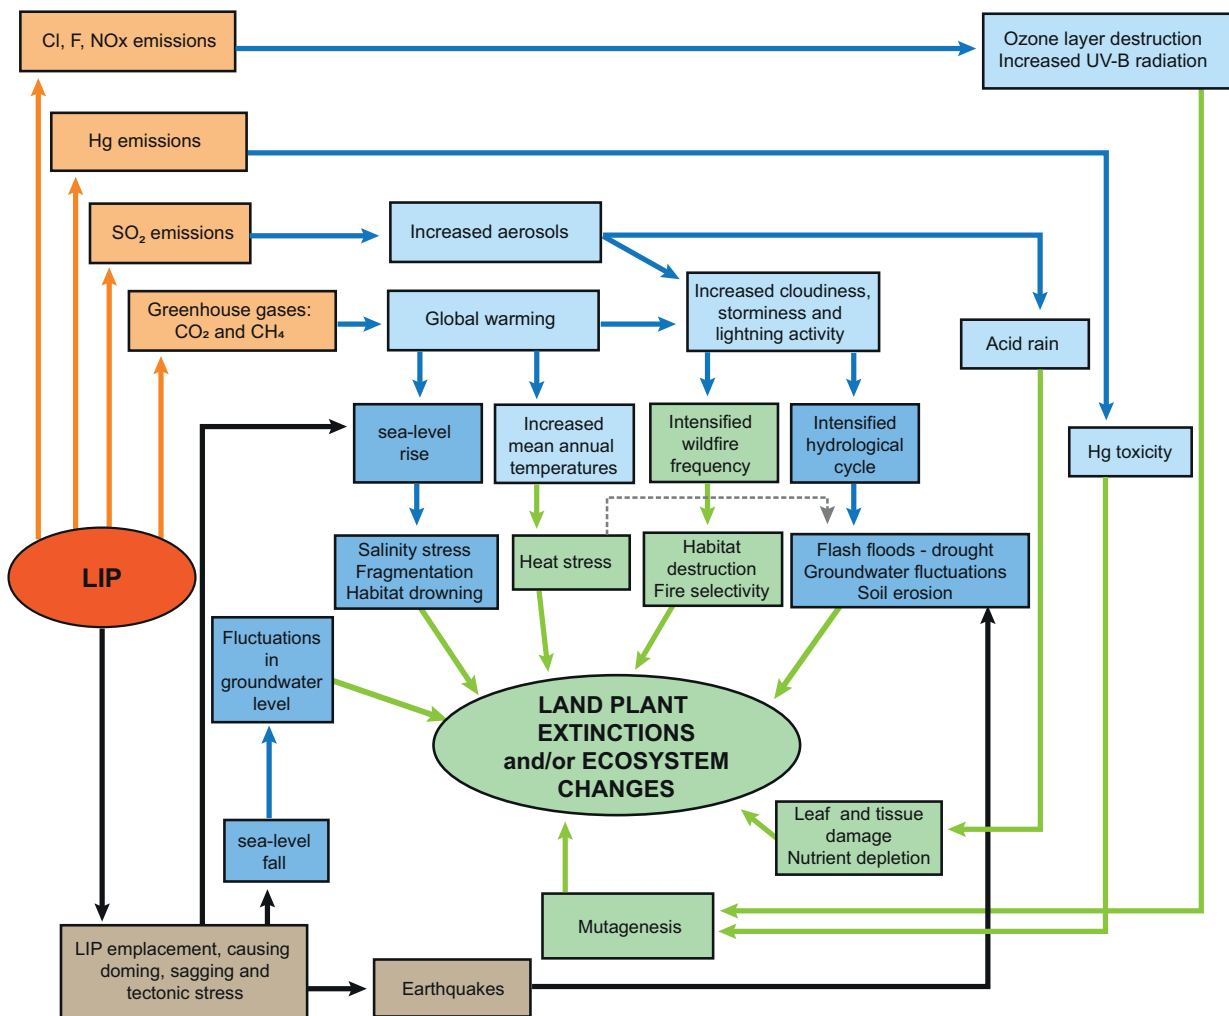 Cl, F, NOx emissions
Ozone layer destruction
Increased UV-B radiation
Hg emissions
SO₂ emissions
Increased aerosols
Greenhouse gases:
CO₂ and CH₄
Global warming
Increased cloudiness,
storminess and
lightning activity
Acid rain
sea-level
rise
Increased
mean annual
temperatures
Intensified
wildfire
frequency
Intensified
hydrological
cycle
Hg toxicity
LIP
Salinity stress
Fragmentation
Habitat drowning
Heat stress
Habitat
destruction
Fire selectivity
Flash floods - drought
Groundwater fluctuations
Soil erosion
Fluctuations
in
groundwater
level
LAND PLANT
EXTINCTIONS
and/or ECOSYSTEM
CHANGES
sea-level
fall
Leaf and tissue
damage
Nutrient depletion
Mutagenesis
LIP emplacement, causing
doming, sagging and
tectonic stress
Earthquakes